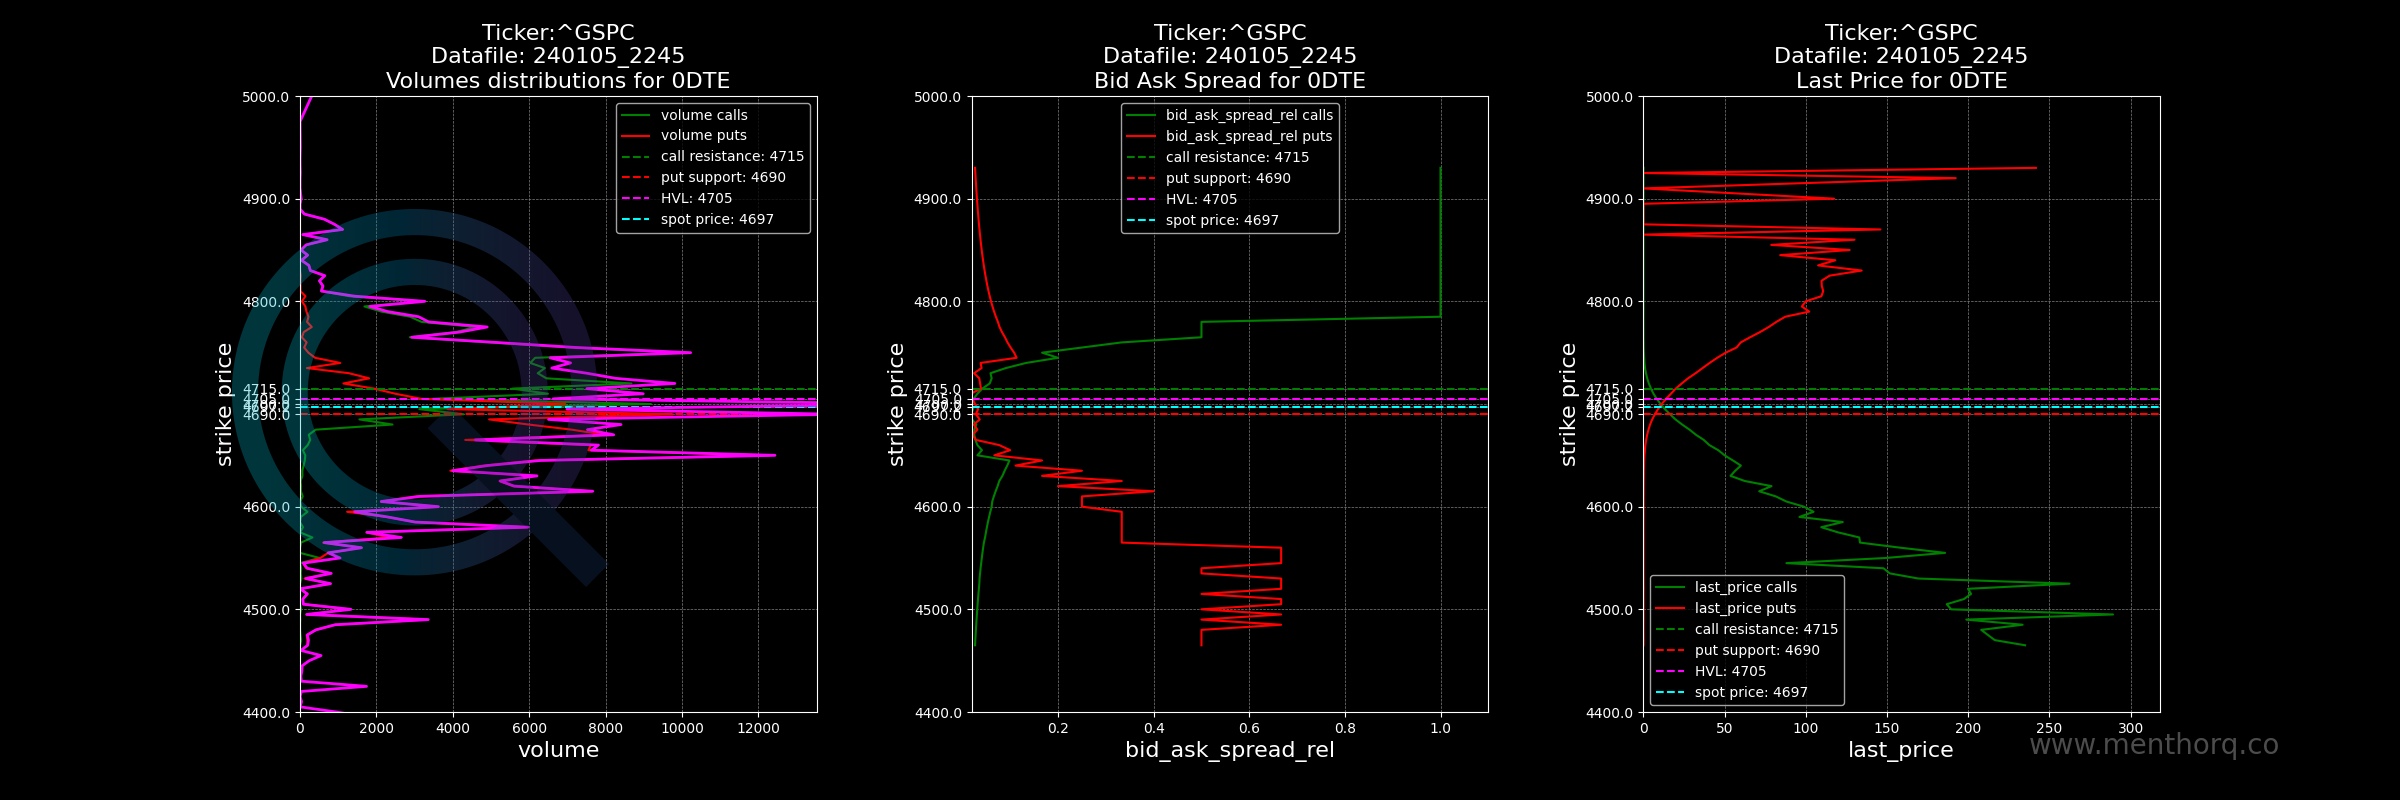 Ticker:^GSPC
Datafile: 240105_2245
Volumes distributions for 0DTE
5000.0
4900.0
4800.0
4715.0
4705.0
4690.0
4600.0
4500.0
4400.0
strike price
0 2000 4000 6000 8000 10000 12000
volume
volume calls
volume puts
call resistance: 4715
put support: 4690
HVL: 4705
spot price: 4697
Ticker:^GSPC
Datafile: 240105_2245
Bid Ask Spread for 0DTE
5000.0
4900.0
4800.0
4715.0
4705.0
4690.0
4600.0
4500.0
4400.0
strike price
0.2 0.4 0.6 0.8 1.0
bid_ask_spread_rel
bid_ask_spread_rel calls
bid_ask_spread_rel puts
call resistance: 4715
put support: 4690
HVL: 4705
spot price: 4697
Ticker:^GSPC
Datafile: 240105_2245
Last Price for 0DTE
5000.0
4900.0
4800.0
4715.0
4705.0
4690.0
4600.0
4500.0
4400.0
strike price
0 50 100 150 200 250 300
last_price
last_price calls
last_price puts
call resistance: 4715
put support: 4690
HVL: 4705
spot price: 4697
www.menthorq.co